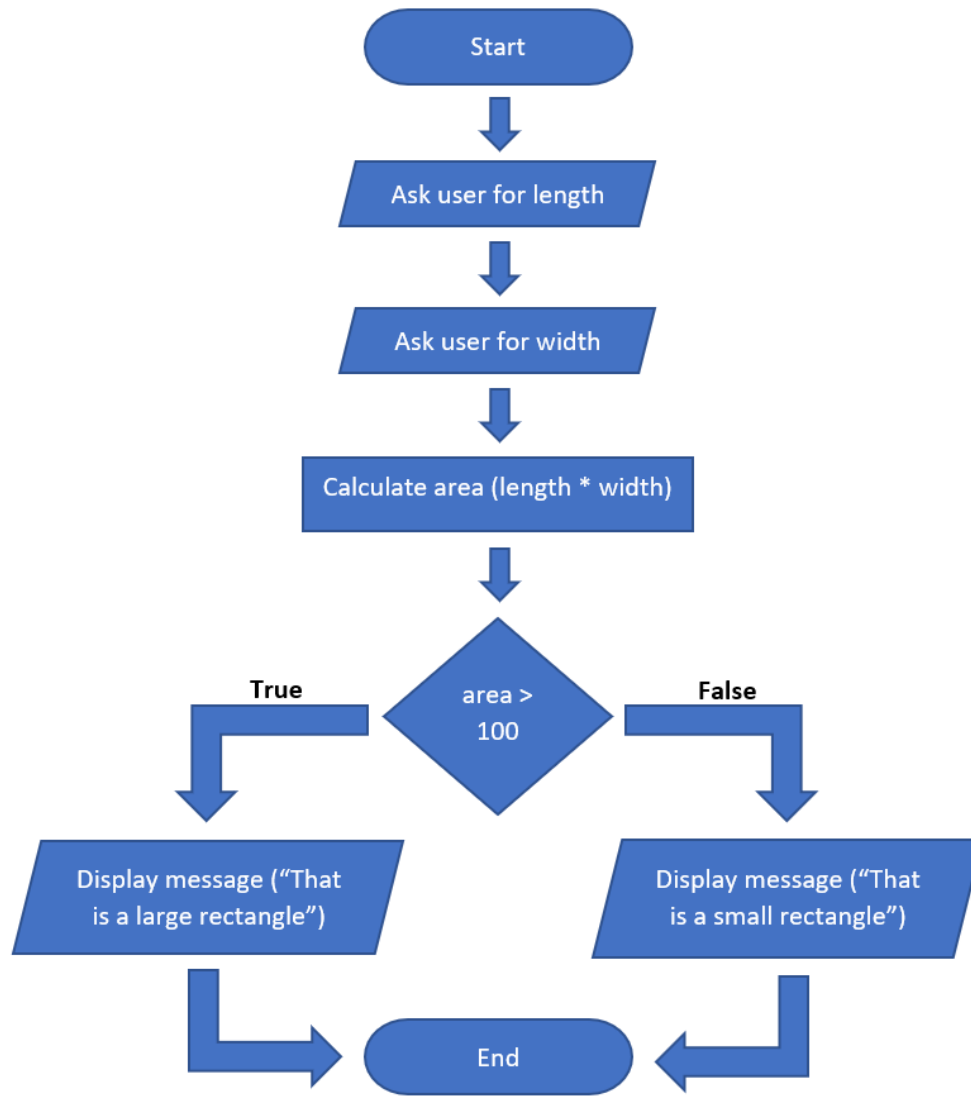 Start
Ask user for length
Ask user for width
Calculate area (length * width)
area >
100
True
False
Display message (“That
is a large rectangle”)
Display message (“That
is a small rectangle”)
End